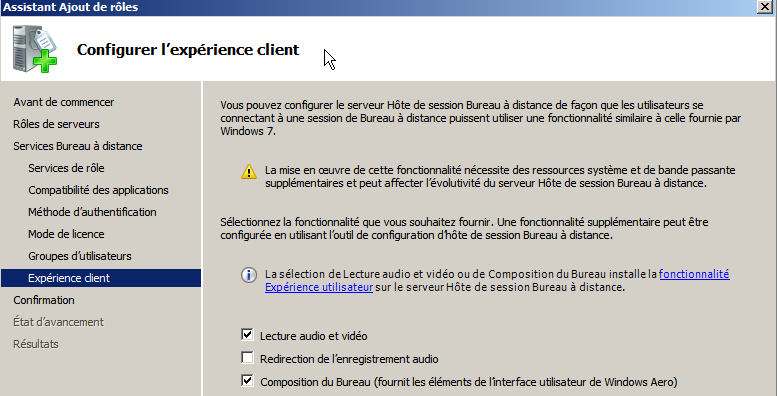 Assistant Ajout de rôles
Configurer l'expérience client
Avant de commencer
Rôles de serveurs
Services Bureau à distance
Services de rôle
Compatibilité des applications
Méthode d'authentification
Mode de licence
Groupes d'utilisateurs
Expérience client
Confirmation
État d'avancement
Résultats
Vous pouvez configurer le serveur Hôte de session Bureau à distance de façon que les utilisateurs se
connectant à une session de Bureau à distance puissent utiliser une fonctionnalité similaire à celle fournie par
Windows 7.
La mise en œuvre de cette fonctionnalité nécessite des ressources système et de bande passante
supplémentaires et peut affecter l'évolutivité du serveur Hôte de session Bureau à distance.
Sélectionnez la fonctionnalité que vous souhaitez fournir. Une fonctionnalité supplémentaire peut être
configurée en utilisant l'outil de configuration d'hôte de session Bureau à distance.
La sélection de Lecture audio et vidéo ou de Composition du Bureau installe la fonctionnalité
Expérience utilisateur sur le serveur Hôte de session Bureau à distance.
Lecture audio et vidéo
Redirection de l'enregistrement audio
Composition du Bureau (fournit les éléments de l'interface utilisateur de Windows Aero)